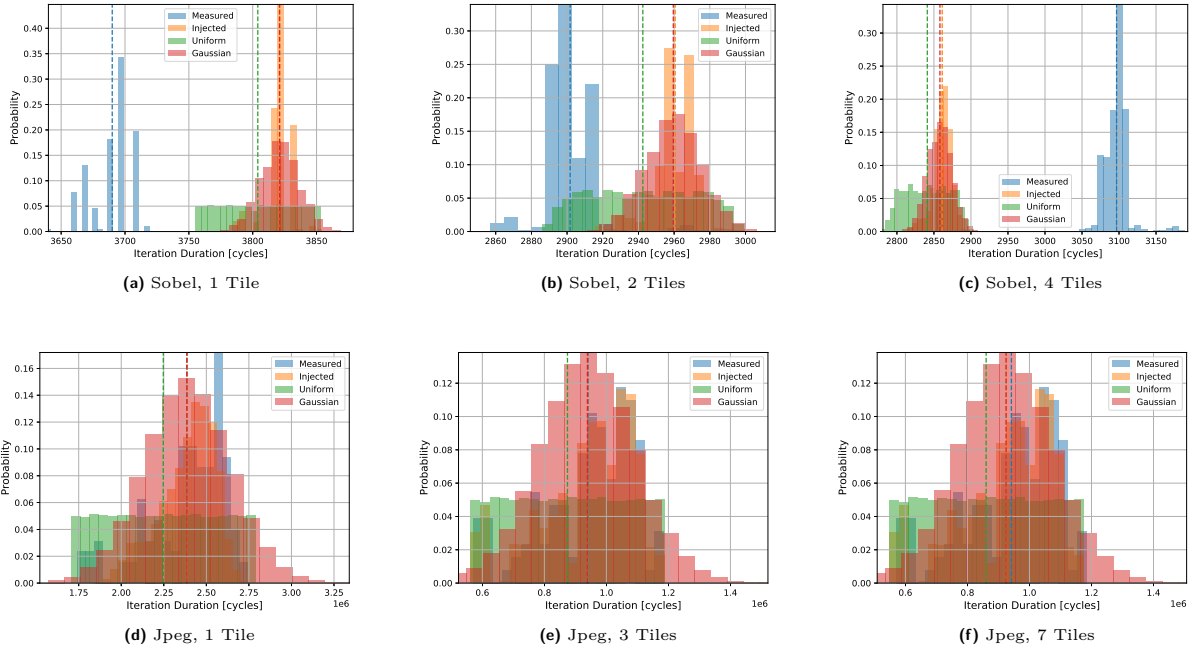 Measured
Injected
Uniform
Gaussian
0.40
0.35
0.30
0.25
0.20
0.15
0.10
0.05
0.00
Probability
3650 3700 3750 3800 3850
Iteration Duration [cycles]
(a) Sobel, 1 Tile
Measured
Injected
Uniform
Gaussian
0.30
0.25
0.20
0.15
0.10
0.05
0.00
Probability
2860 2880 2900 2920 2940 2960 2980 3000
Iteration Duration [cycles]
(b) Sobel, 2 Tiles
0.30
0.25
0.20
0.15
0.10
0.05
0.00
Probability
Measured
Injected
Uniform
Gaussian
2800 2850 2900 2950 3000 3050 3100 3150
Iteration Duration [cycles]
(c) Sobel, 4 Tiles
Measured
Injected
Uniform
Gaussian
0.16
0.14
0.12
0.10
0.08
0.06
0.04
0.02
0.00
Probability
1.75 2.00 2.25 2.50 2.75 3.00 3.25
1e6
Iteration Duration [cycles]
(d) Jpeg, 1 Tile
Measured
Injected
Uniform
Gaussian
0.12
0.10
0.08
0.06
0.04
0.02
0.00
Probability
0.6 0.8 1.0 1.2 1.4
1e6
Iteration Duration [cycles]
(e) Jpeg, 3 Tiles
Measured
Injected
Uniform
Gaussian
0.12
0.10
0.08
0.06
0.04
0.02
0.00
Probability
0.6 0.8 1.0 1.2 1.4
1e6
Iteration Duration [cycles]
(f) Jpeg, 7 Tiles